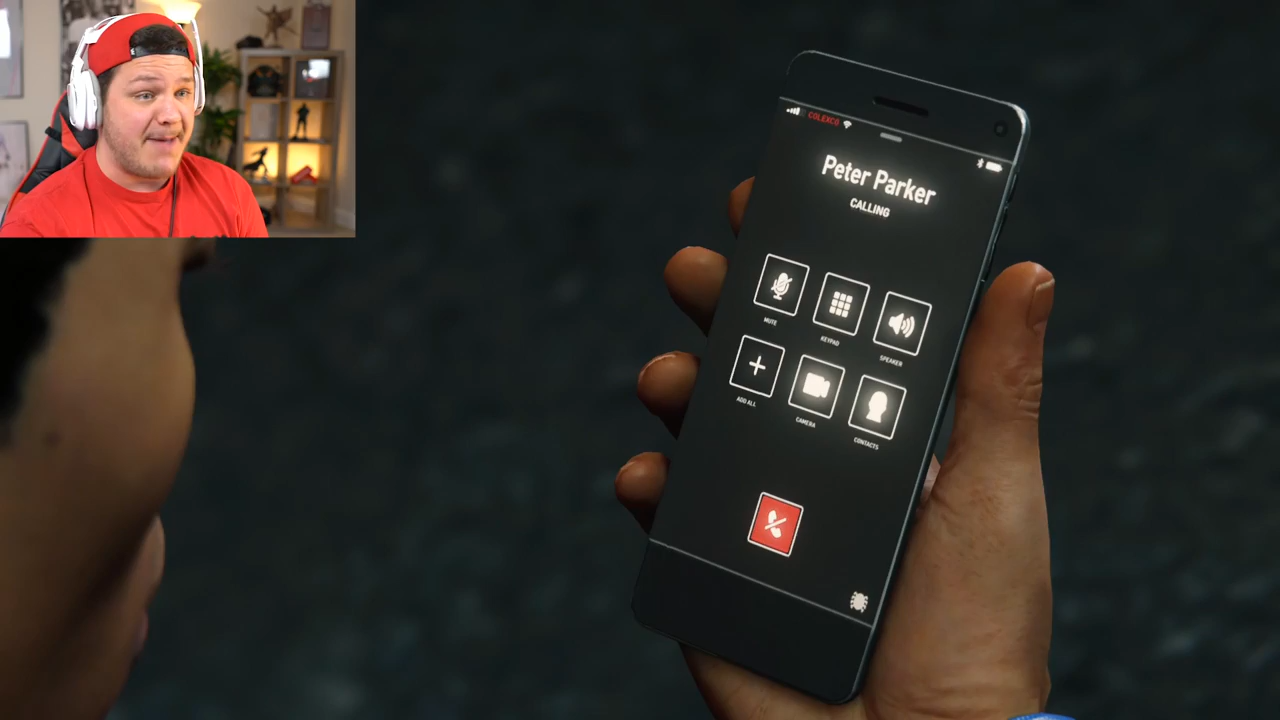 COLEXCO
Peter Parker
CALLING
MUTE
KEYPAD
SPEAKER
ADD ALL
CAMERA
CONTACTS